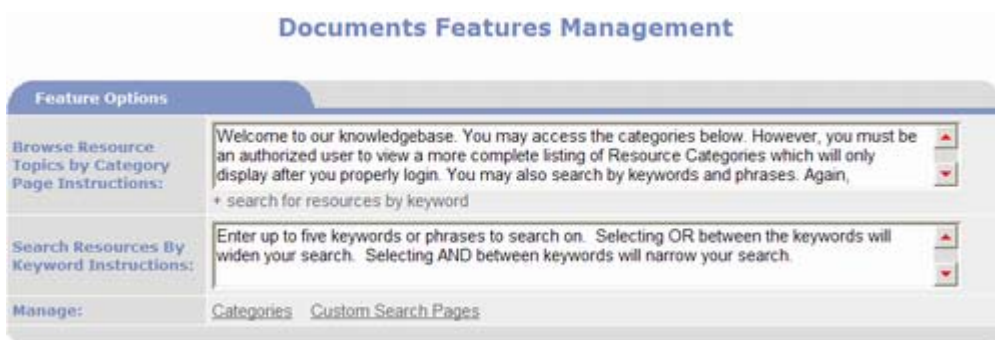 Documents Features Management
Feature Options
Browse Resource
Topics by Category
Page Instructions:
Welcome to our knowledgebase. You may access the categories below. However, you must be
an authorized user to view a more complete listing of Resource Categories which will only
display after you properly login. You may also search by keywords and phrases. Again,
+ search for resources by keyword
Search Resources By
Keyword Instructions:
Enter up to five keywords or phrases to search on.  Selecting OR between the keywords will
widen your search.  Selecting AND between keywords will narrow your search.
Manage:
Categories   Custom Search Pages